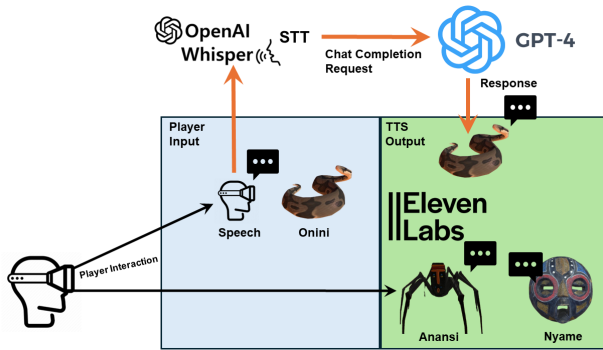 OpenAI
Whisper
STT
Chat Completion
Request
GPT-4
Response
Player
Input
TTS
Output
Speech
Onini
IIEleven
Labs
Player Interaction
Anansi
Nyame